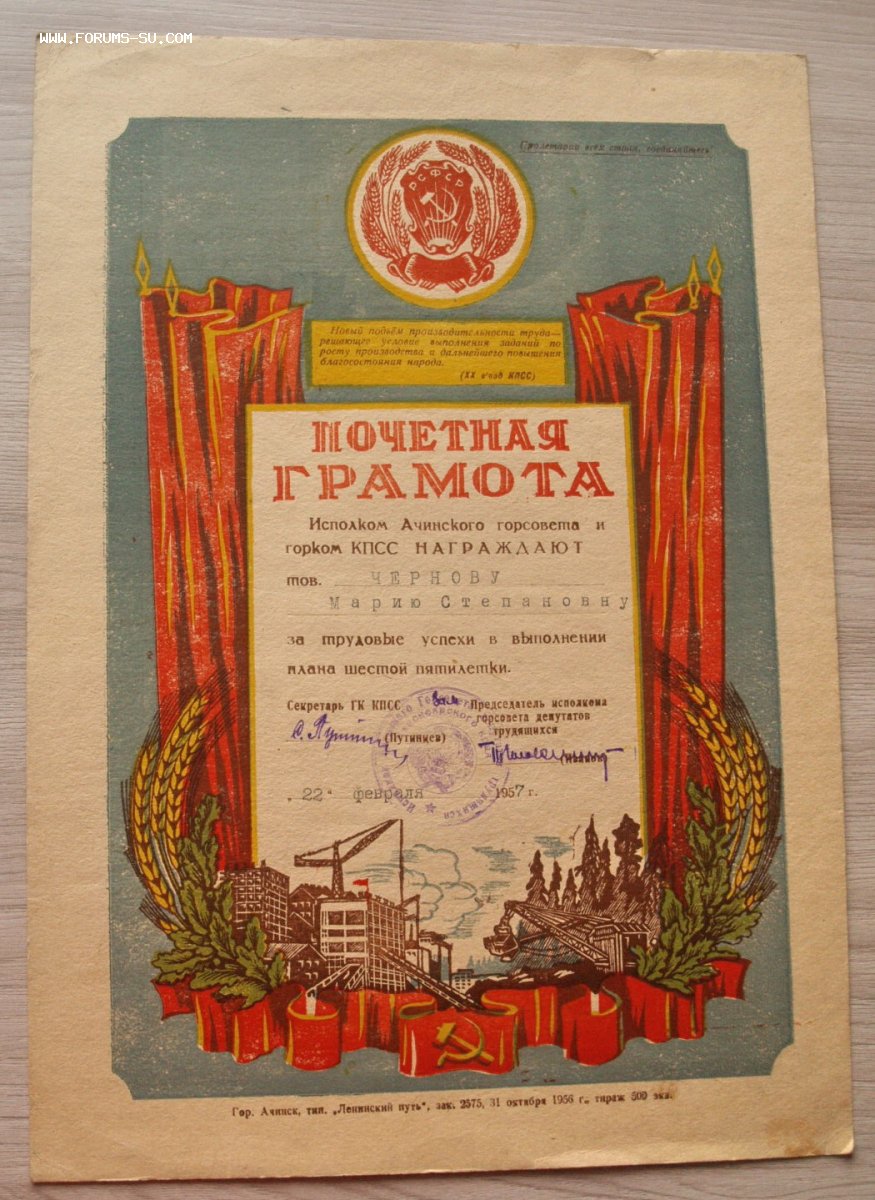 WWW.FORUMS-SU.COM
Пролетарии всех стран, соединяйтесь!
РСФСР
Новый подъём производительности труда-
решающего условие выполнения заданий по
росту производства и дальнейшего повышения
благосостояния народа.
(XX с'езд КПСС)
ПОЧЕТНАЯ
ГРАМОТА
Исполком Ачинского горсовета и
горком КПСС НАГРАЖДАЮТ
тов. ЧЕРНОВУ
Марию Степановну
за трудовые успехи в выполнении
плана шестой пятилетки.
Секретарь ГК КПСС
(Путинцев)
Председатель исполкома
горсовета депутатов
трудящихся
„22" февраля 1957 г.
Гор. Ачинск, тип. „Ленинский путь", зак. 2575, 31 октября 1956 г., тираж 500 экз.